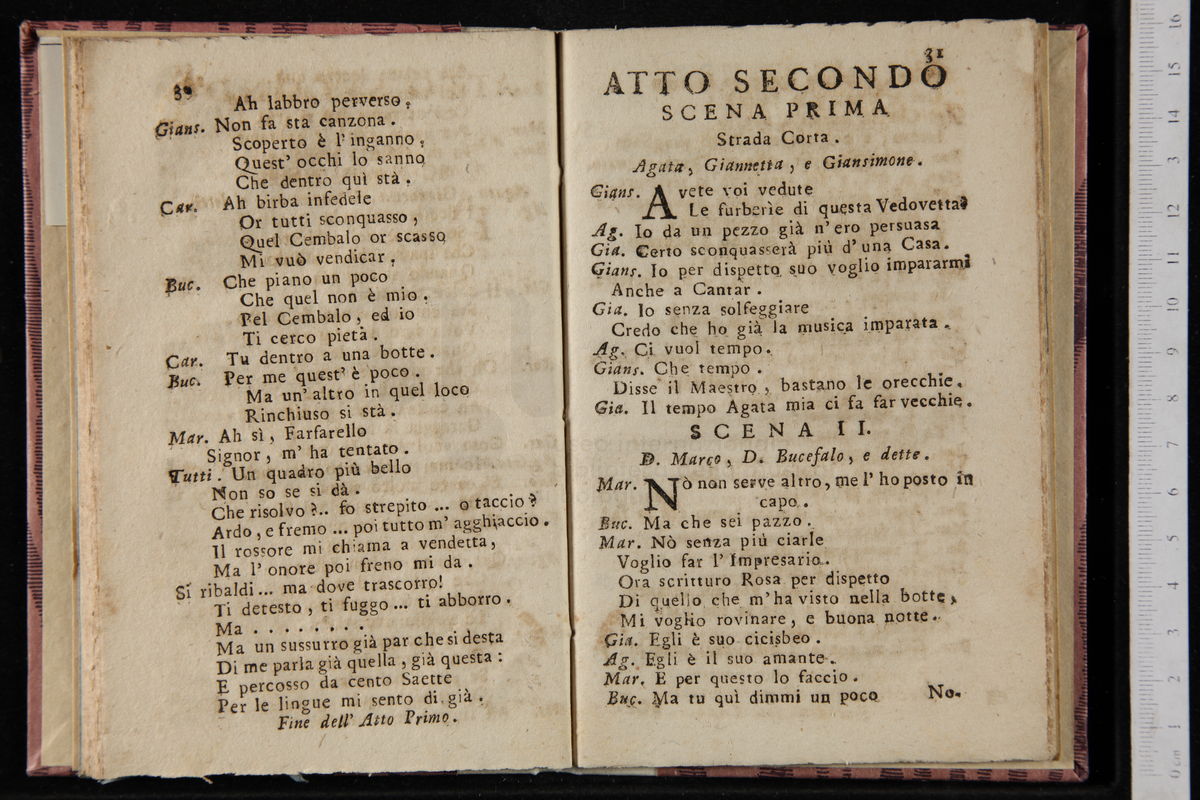 30
Ah labbro perverso.
Gians. Non fa sta canzona.
Scoperto è l'inganno,
Quest' occhi lo sanno
Che dentro quì stà.
Car. Ah birba infedele
Or tutti sconquasso,
Quel Cembalo or scasso
Mi vuò vendicar.
Buc. Che piano un poco
Che quel non è mio.
Pel Cembalo, ed io
Ti cerco pietà.
Car. Tu dentro a una botte.
Buc. Per me quest' è poco.
Ma un' altro in quel loco
Rinchiuso si stà.
Mar. Ah sì, Farfarello
Signor, m' ha tentato.
Tutti. Un quadro più bello
Non so se si dà.
Che risolvo?.. fo strepito ... o taccio?
Ardo, e fremo ... poi tutto m' agghiaccio.
Il rossore mi chiama a vendetta,
Ma l' onore poi freno mi da.
Sí ribaldi ... ma dove trascorro!
Ti detesto, ti fuggo ... ti abborro.
Ma . . . . . . . .
Ma un sussurro già par che si desta
Di me parla già quella, già questa:
E percosso da cento Saette
Per le lingue mi sento di già.
Fine dell' Atto Primo.
31
ATTO SECONDO
SCENA PRIMA
Strada Corta.
Agata, Giannetta, e Giansimone.
Gians. Avete voi vedute
Le furberìe di questa Vedovetta?
Ag. Io da un pezzo già n' ero persuasa
Gia. Certo sconquasserà più d' una Casa.
Gians. Io per dispetto suo voglio impararmi
Anche a Cantar.
Gia. Io senza solfeggiare
Credo che ho già la musica imparata.
Ag. Ci vuol tempo.
Gians. Che tempo.
Disse il Maestro, bastano le orecchie.
Gia. Il tempo Agata mia ci fa far vecchie.
SCENA II.
D. Marco, D. Bucefalo, e dette.
Mar. Nò non serve altro, me l' ho posto in
capo.
Buc. Ma che sei pazzo.
Mar. Nò senza più ciarle
Voglio far l' Impresario.
Ora scritturo Rosa per dispetto
Di quello che m' ha visto nella botte,
Mi voglio rovinare, e buona notte.
Gia. Egli è suo cicisbeo.
Ag. Egli è il suo amante.
Mar. E per questo lo faccio.
Buc. Ma tu quì dimmi un poco
No-